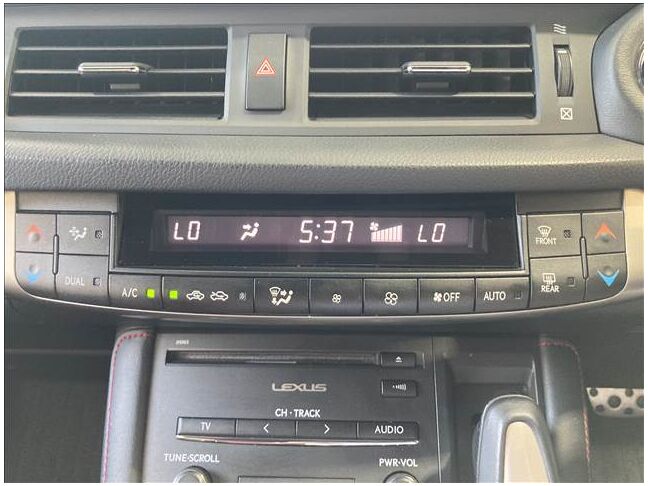 LO 5:37 LO
FRONT
DUAL
REAR
A/C
OFF
AUTO
LEXUS
CH · TRACK
TV
AUDIO
TUNE·SCROLL
PWR·VOL